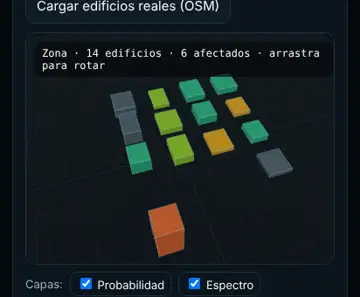 Cargar edificios reales (OSM)
Zona · 14 edificios · 6 afectados · arrastra
para rotar
Capas: Probabilidad Espectro